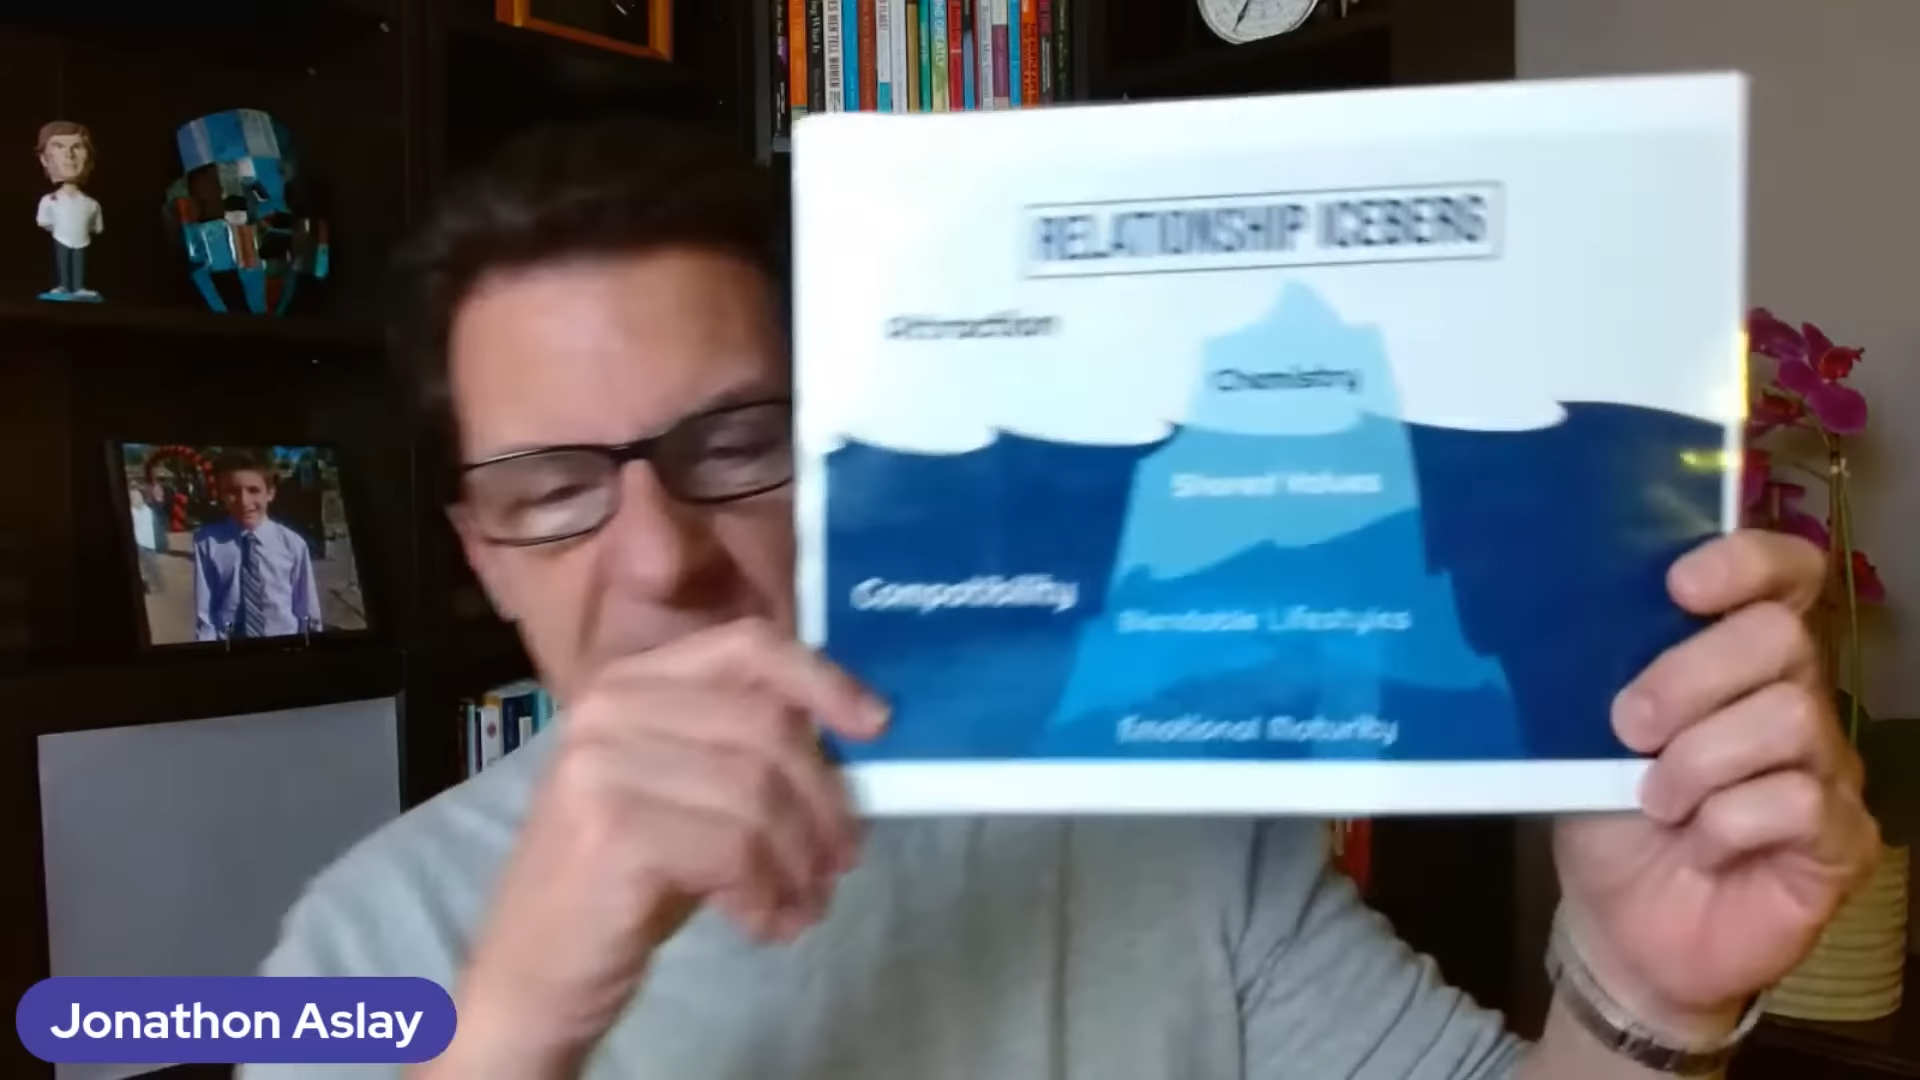 RELATIONSHIP ICEBERG
Attraction
Chemistry
Shared Values
Compatibility
Blendable Lifestyles
Emotional Maturity
Jonathon Aslay